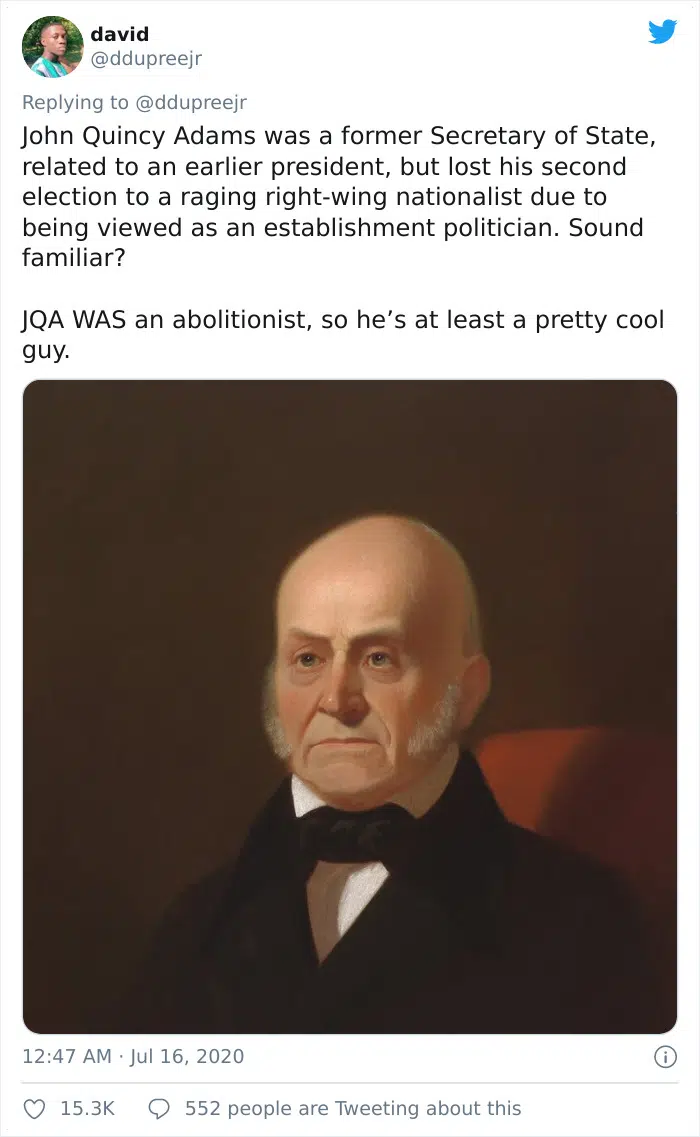 david
@ddupreejr
Replying to @ddupreejr
John Quincy Adams was a former Secretary of State,
related to an earlier president, but lost his second
election to a raging right-wing nationalist due to
being viewed as an establishment politician. Sound
familiar?
JQA WAS an abolitionist, so he’s at least a pretty cool
guy.
12:47 AM · Jul 16, 2020
15.3K
552 people are Tweeting about this